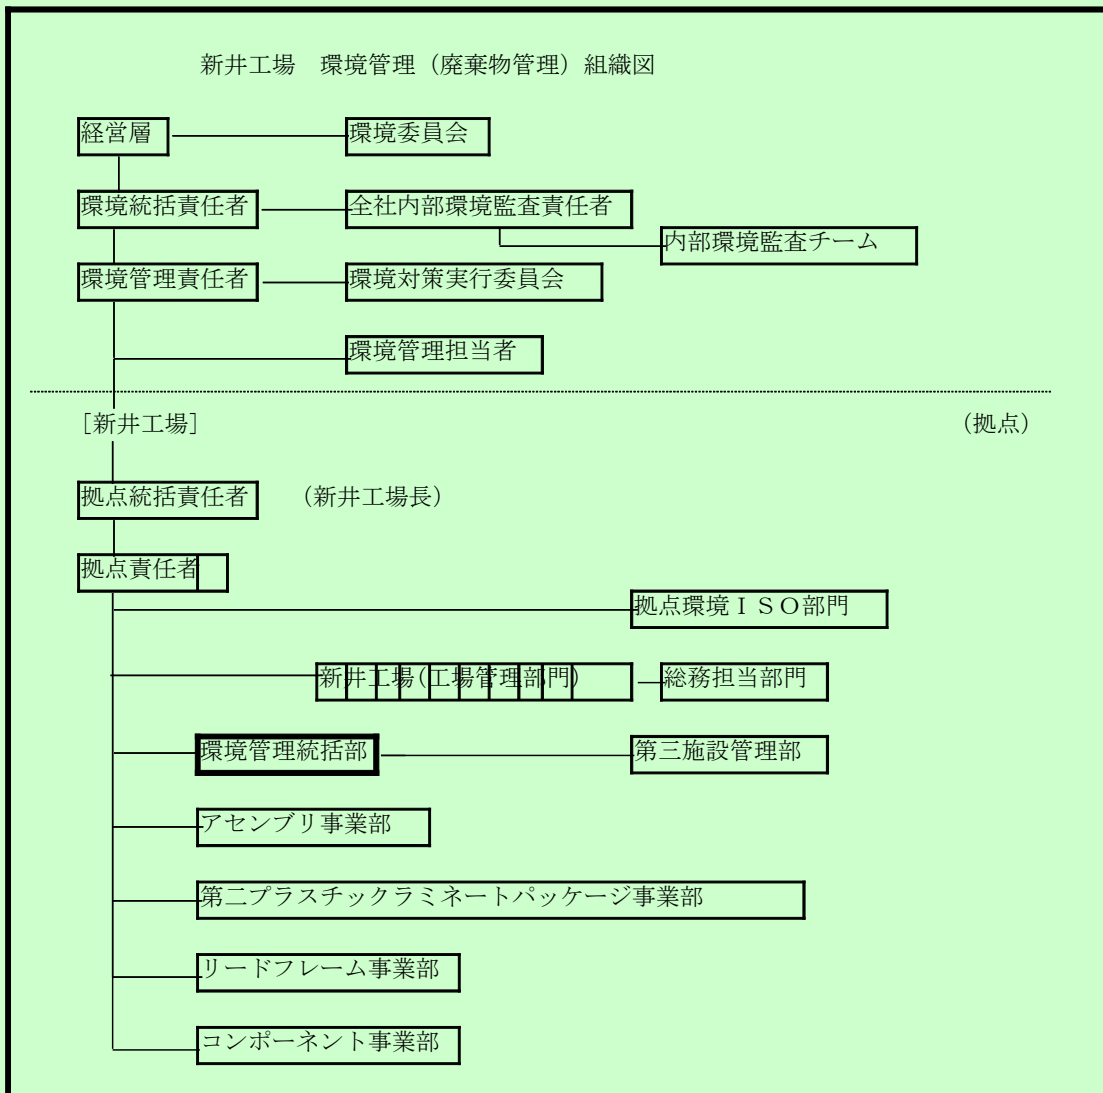 新井工場　環境管理（廃棄物管理）組織図
経営層
環境委員会
環境統括責任者
全社内部環境監査責任者
内部環境監査チーム
環境管理責任者
環境対策実行委員会
環境管理担当者
［新井工場］
（拠点）
拠点統括責任者
（新井工場長）
拠点責任者
拠点環境ＩＳＯ部門
新井工場(工場管理部門)
総務担当部門
環境管理統括部
第三施設管理部
アセンブリ事業部
第二プラスチックラミネートパッケージ事業部
リードフレーム事業部
コンポーネント事業部